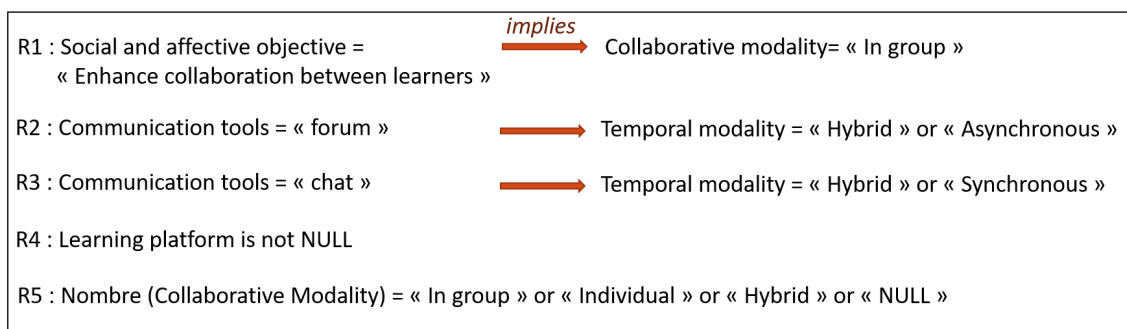 implies
R1 : Social and affective objective = Collaborative modality= « In group »
« Enhance collaboration between learners »
R2 : Communication tools = « forum » Temporal modality = « Hybrid » or « Asynchronous »
R3 : Communication tools = « chat » Temporal modality = « Hybrid » or « Synchronous »
R4 : Learning platform is not NULL
R5 : Nombre (Collaborative Modality) = « In group » or « Individual » or « Hybrid » or « NULL »